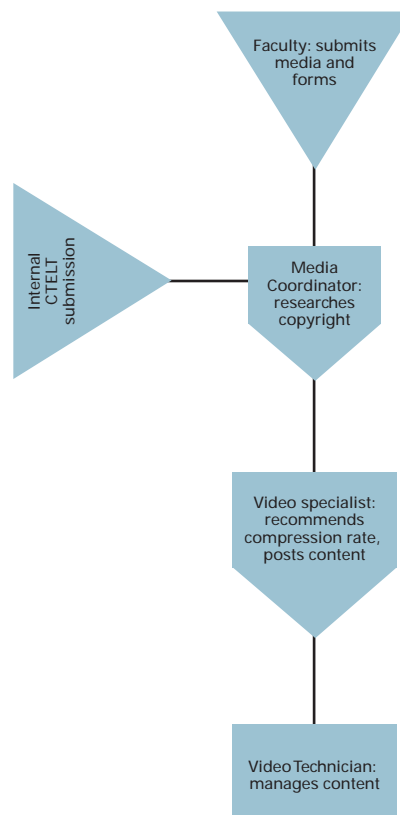 Faculty: submits
media and
forms
Internal
CTELT
submission
Media
Coordinator:
researches
copyright
Video specialist:
recommends
compression rate,
posts content
Video Technician:
manages content